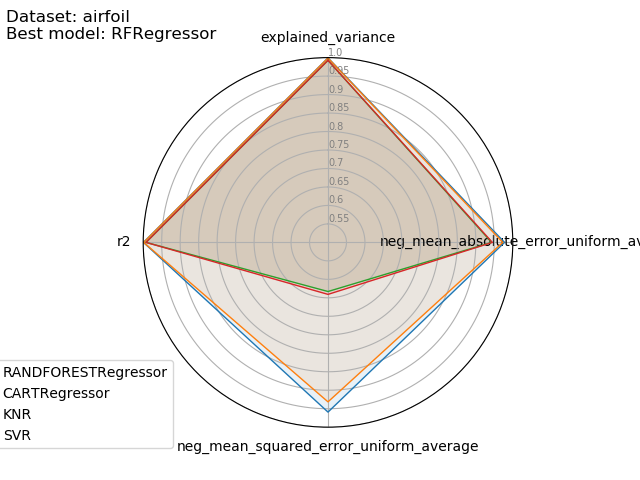 Dataset: airfoil
Best model: RFRegressor
explained_variance
1.0
0.95
0.9
0.85
0.8
0.75
0.7
0.65
0.6
0.55
r2
neg_mean_absolute_error_uniform_av
RANDFORESTRegressor
CARTRegressor
KNR
SVR
neg_mean_squared_error_uniform_average